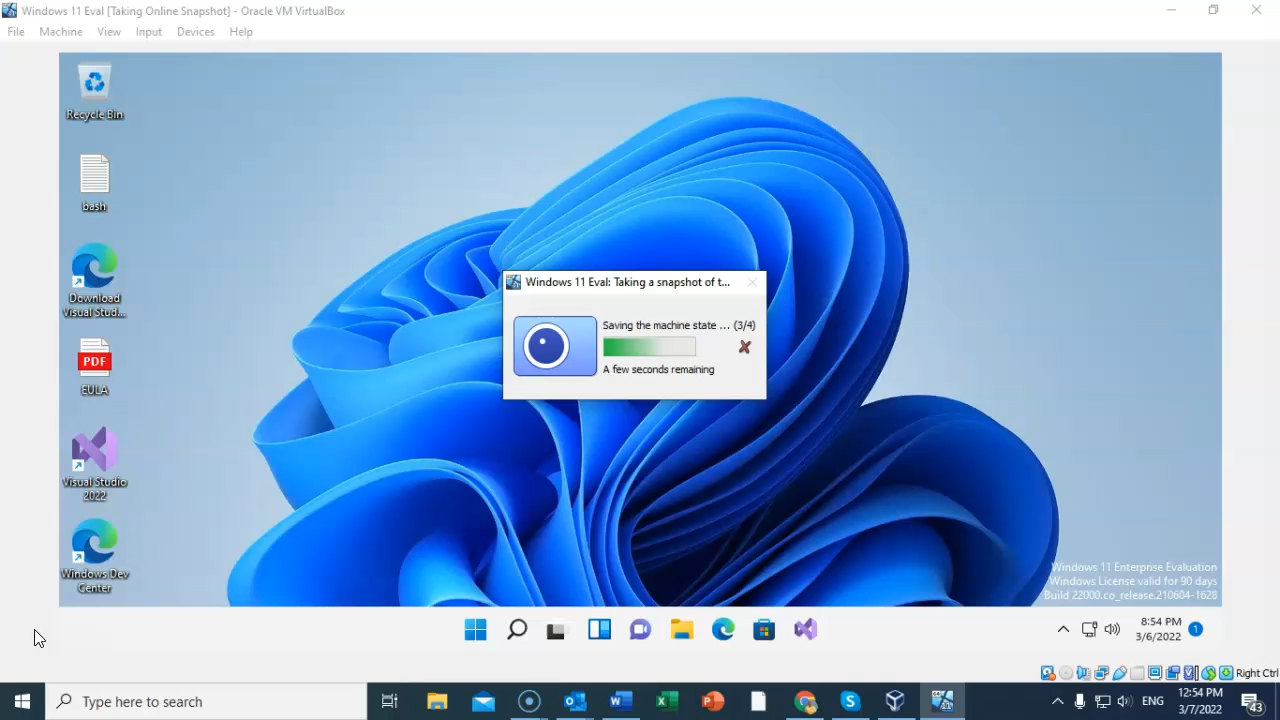 Windows 11 Eval [Taking Online Snapshot] - Oracle VM VirtualBox
File Machine View Input Devices Help
Recycle Bin
bash
Download
Visual Stud...
PDF
EULA
Visual Studio
2022
Windows Dev
Center
Windows 11 Eval: Taking a snapshot of t...
Saving the machine state ... (3/4)
A few seconds remaining
Windows 11 Enterprise Evaluation
Windows License valid for 90 days
Build 22000.co_release.210604-1628
8:54 PM
3/6/2022
1
Right Ctrl
Type here to search
ENG
12:54 PM
3/7/2022
43